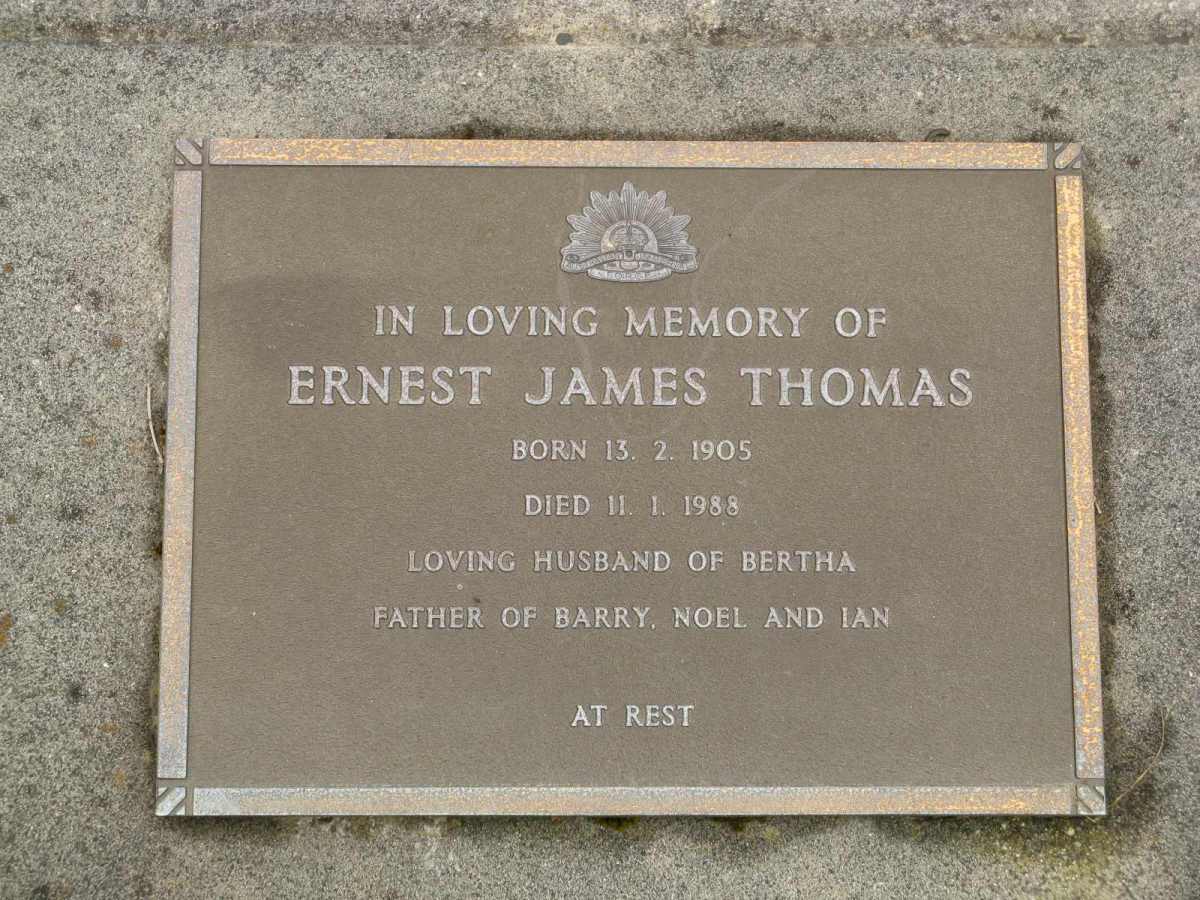 IN LOVING MEMORY OF
ERNEST JAMES THOMAS
BORN 13. 2. 1905
DIED 11. 1. 1988
LOVING HUSBAND OF BERTHA
FATHER OF BARRY, NOEL AND IAN
AT REST